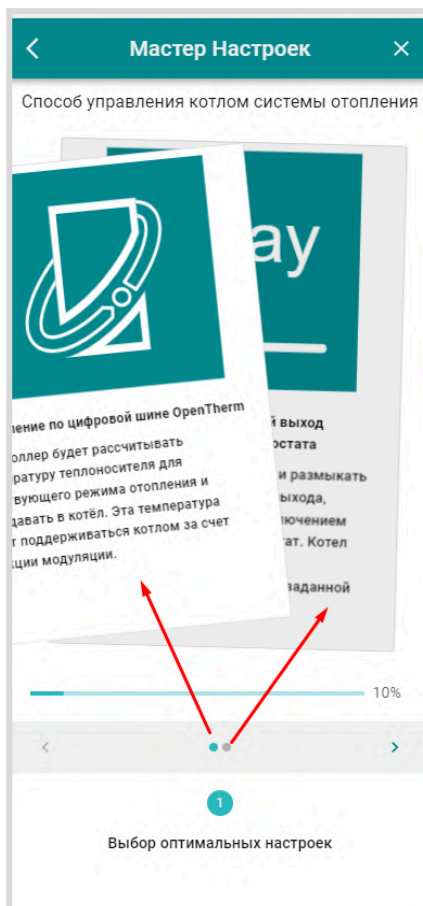 Мастер Настроек
Способ управления котлом системы отопления
ay
ление по цифровой шине OpenTherm
оллер будет рассчитывать
ратуру теплоносителя для
твующего режима отопления и
давать в котёл. Эта температура
т поддерживаться котлом за счет
кции модуляции.
й выход
остата
и размыкать
ыхода,
лючением
ат. Котел
заданной
10%
1
Выбор оптимальных настроек